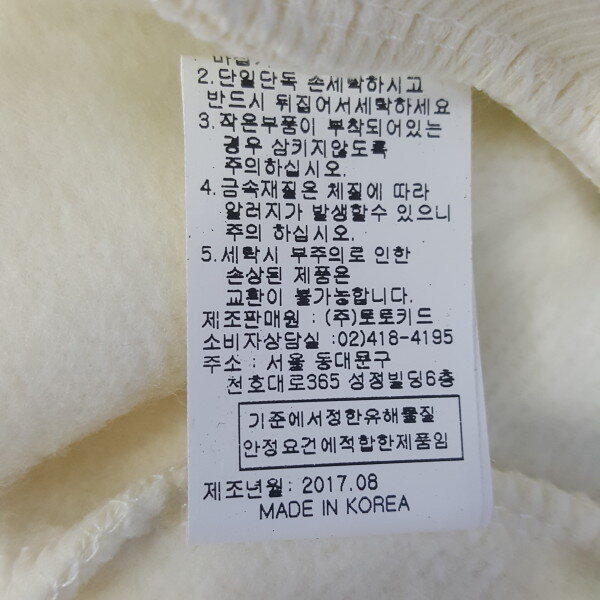 2.단일단독 손세탁하시고
반드시 뒤집어서세탁하세요
3.작은부품이 부착되어있는
경우 삼키지않도록
주의하십시오.
4.금속재질은 체질에 따라
알러지가 발생할수 있으니
주의 하십시오.
5.세탁시 부주의로 인한
손상된 제품은
교환이 불가능합니다.
제조판매원 : (주)토토키드
소비자상담실 :02)418-4195
주소 : 서울 동대문구
천호대로365 성정빌딩6층
기준에서정한유해물질
안정요건에적합한제품임
제조년월: 2017.08
MADE IN KOREA